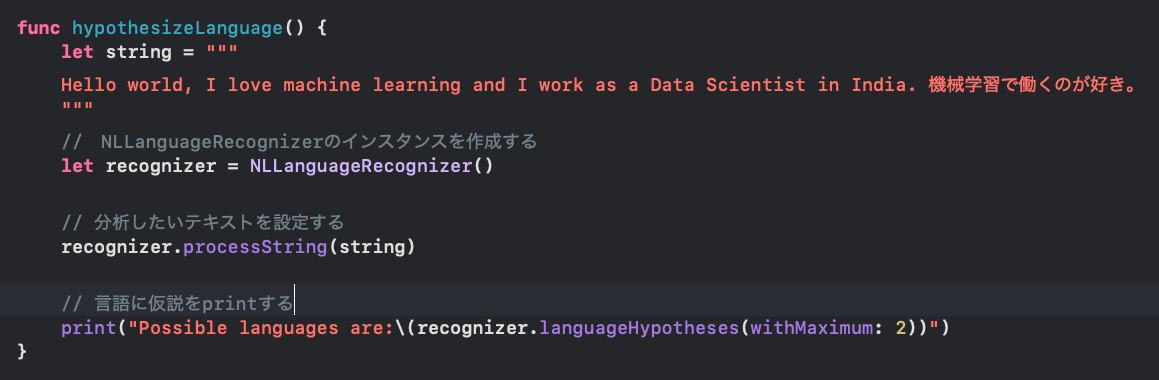 func hypothesizeLanguage() {
    let string = """
    Hello world, I love machine learning and I work as a Data Scientist in India. 機械学習で働くのが好き。
    """
    //　NLLanguageRecognizerのインスタンスを作成する
    let recognizer = NLLanguageRecognizer()
    // 分析したいテキストを設定する
    recognizer.processString(string)
    // 言語に仮説をprintする
    print("Possible languages are:\(recognizer.languageHypotheses(withMaximum: 2))")
}